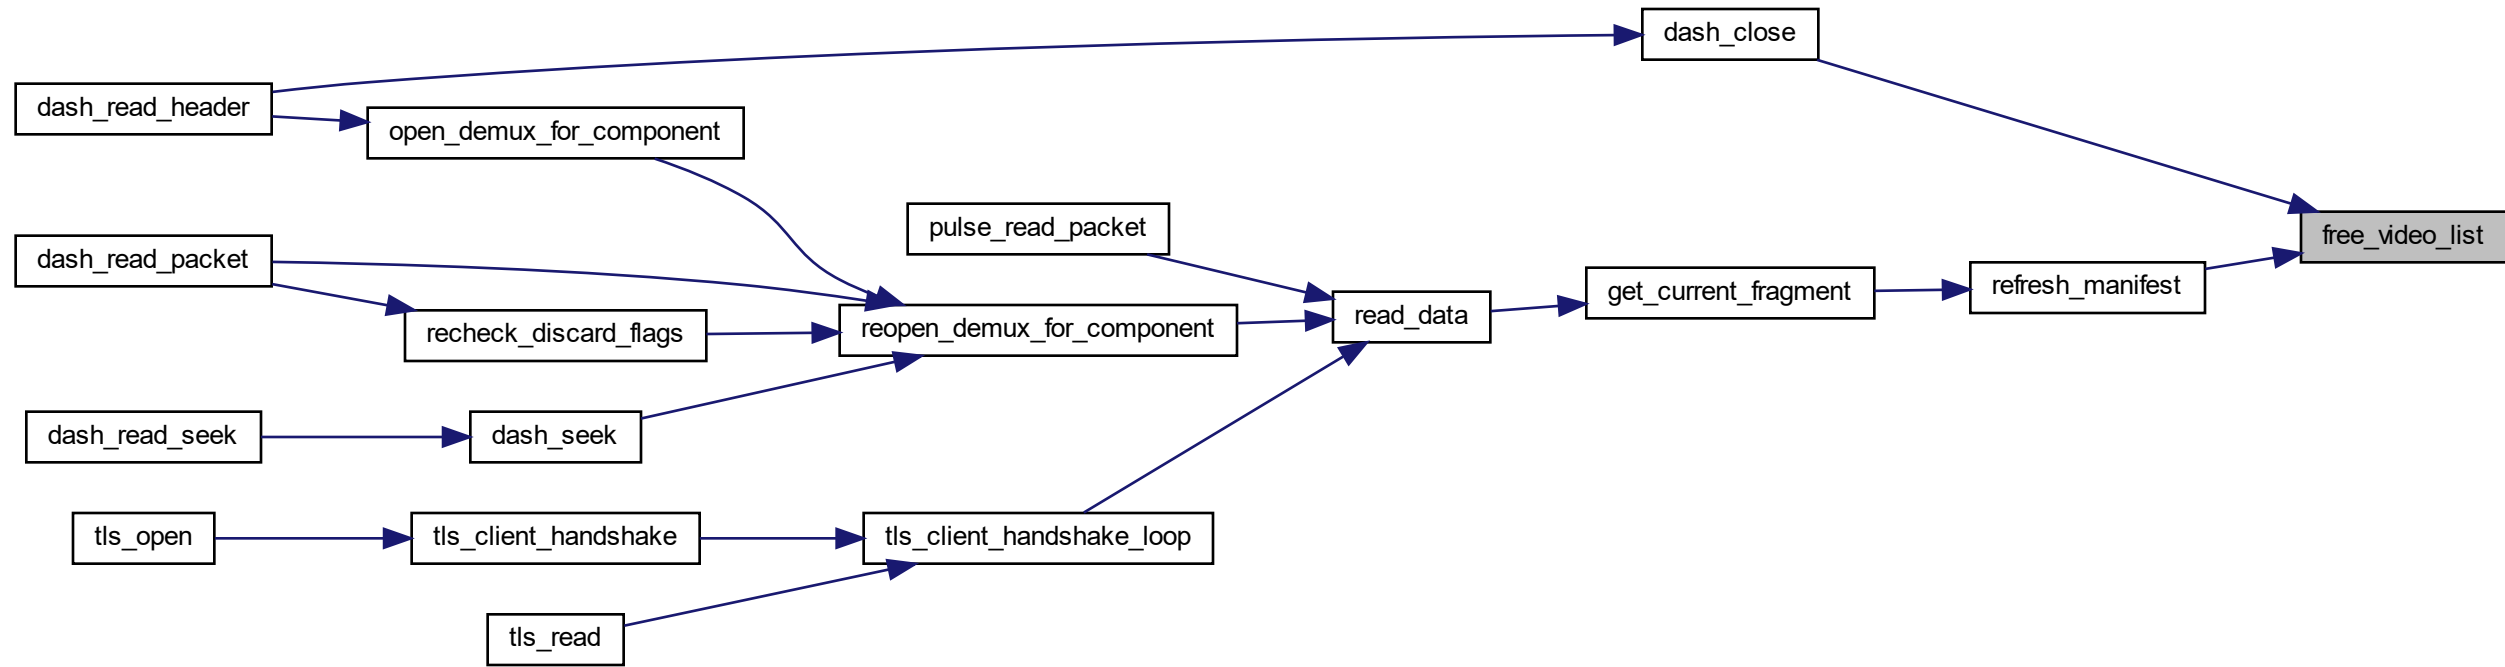 dash_close
dash_read_header
open_demux_for_component
pulse_read_packet
free_video_list
dash_read_packet
refresh_manifest
get_current_fragment
read_data
reopen_demux_for_component
recheck_discard_flags
dash_read_seek
dash_seek
tls_open
tls_client_handshake
tls_client_handshake_loop
tls_read